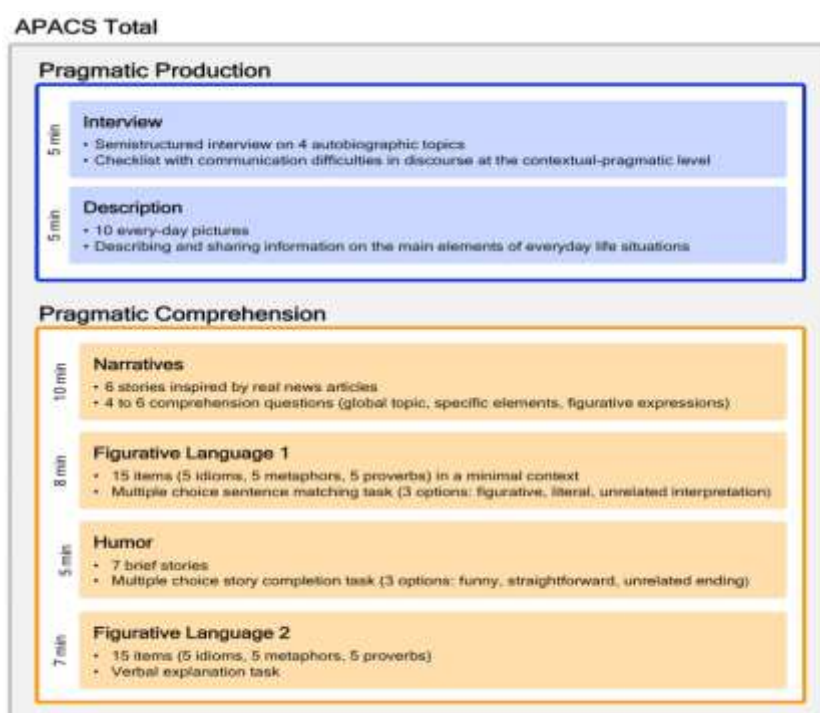 APACS Total
Pragmatic Production
5 min
Interview
• Semistructured interview on 4 autobiographic topics
• Checklist with communication difficulties in discourse at the contextual-pragmatic level
5 min
Description
• 10 every-day pictures
• Describing and sharing information on the main elements of everyday life situations
Pragmatic Comprehension
10 min
Narratives
• 6 stories inspired by real news articles
• 4 to 6 comprehension questions (global topic, specific elements, figurative expressions)
8 min
Figurative Language 1
• 15 items (5 idioms, 5 metaphors, 5 proverbs) in a minimal context
• Multiple choice sentence matching task (3 options: figurative, literal, unrelated interpretation)
5 min
Humor
• 7 brief stories
• Multiple choice story completion task (3 options: funny, straightforward, unrelated ending)
7 min
Figurative Language 2
• 15 items (5 idioms, 5 metaphors, 5 proverbs)
• Verbal explanation task